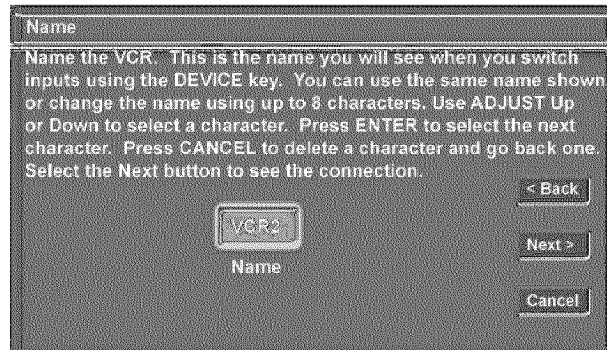 Name
Name the VCR. This is the name you will see when you switch
inputs using the DEVICE key. You can use the same name shown
or change the name using up to 8 characters. Use ADJUST Up
or Down to select a character. Press ENTER to select the next
character. Press CANCEL to delete a character and go back one.
Select the Next button to see the connection.
< Back
VCR2
Name
Next >
Cancel